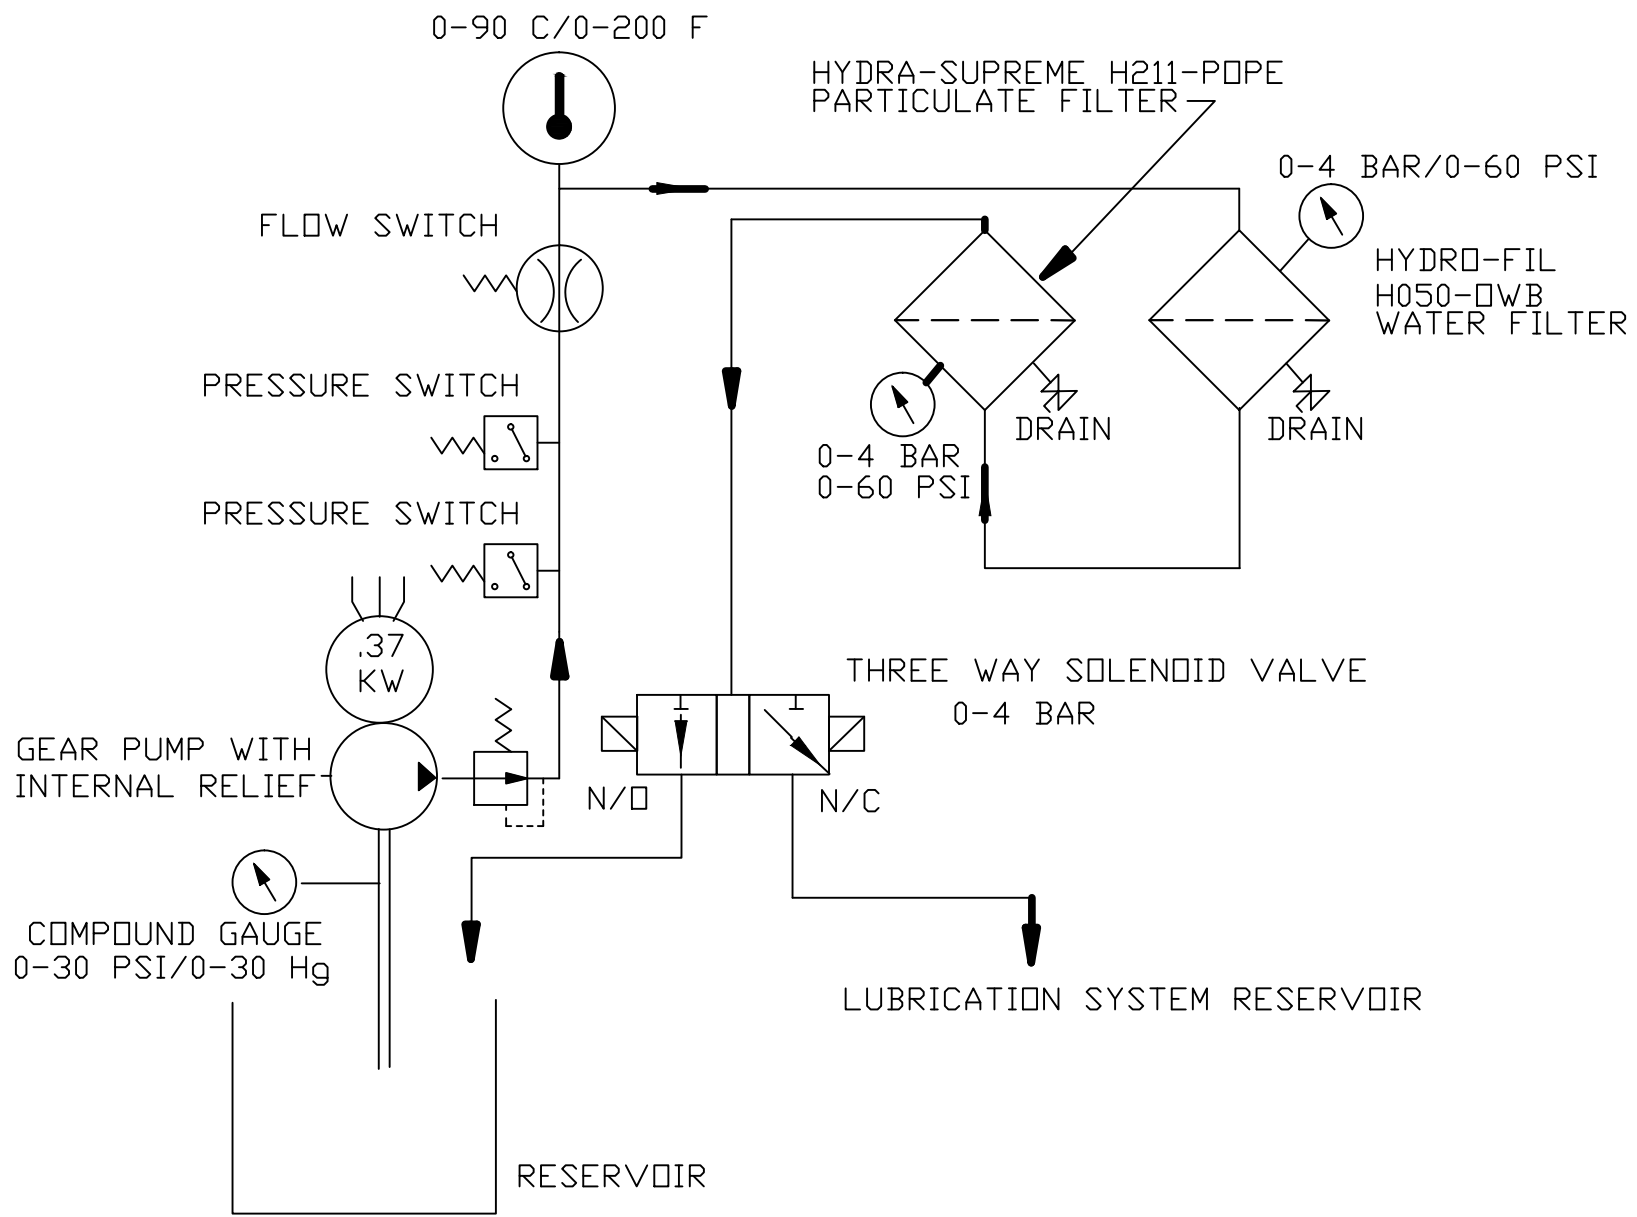 0-90 C/0-200 F
HYDRA-SUPREME H211-POPE
PARTICULATE FILTER
0-4 BAR/0-60 PSI
FLOW SWITCH
HYDRO-FIL
H050-OWB
WATER FILTER
PRESSURE SWITCH
DRAIN
DRAIN
0-4 BAR
0-60 PSI
PRESSURE SWITCH
.37
KW
THREE WAY SOLENOID VALVE
0-4 BAR
GEAR PUMP WITH
INTERNAL RELIEF
N/O
N/C
COMPOUND GAUGE
0-30 PSI/0-30 Hg
LUBRICATION SYSTEM RESERVOIR
RESERVOIR